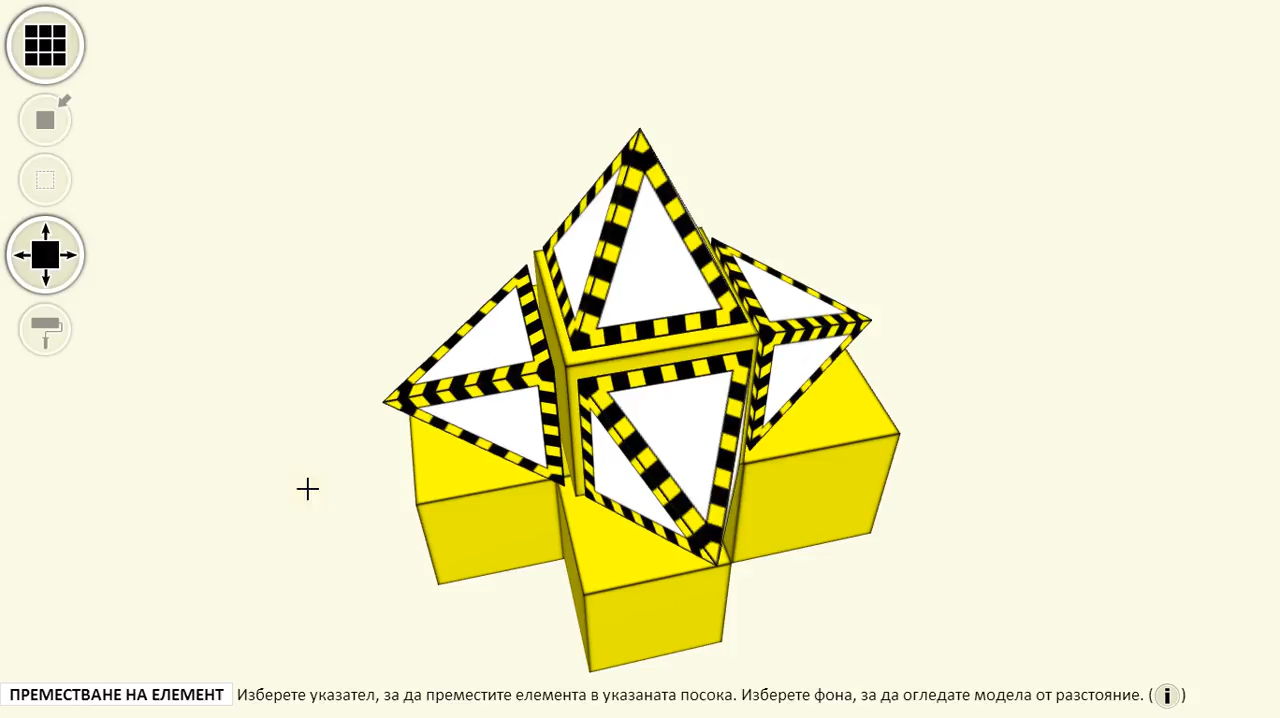 ПРЕМЕСТВАНЕ НА ЕЛЕМЕНТ Изберете указател, за да преместите елемента в указаната посока. Изберете фона, за да огледате модела от разстояние. (i)